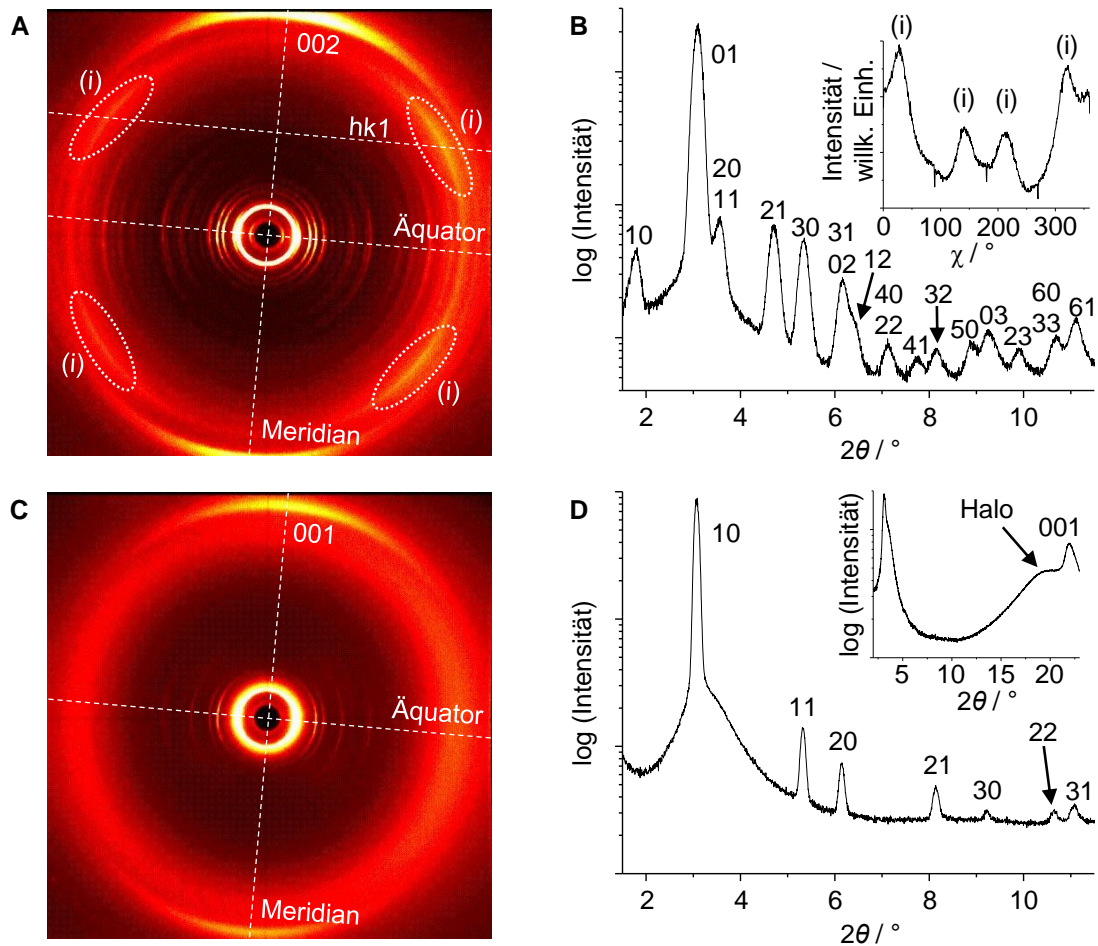 A
002
(i)
(i)
hk1
Äquator
(i)
(i)
Meridian
B
01
20
11
10
21
30
31
02
12
40
22
41
32
50
03
23
60
33
61
log (Intensität)
2 4 6 8 10
2θ / °
(i)
(i)
(i)
(i)
Intensität /
willk. Einh.
0 100 200 300
χ / °
C
001
Äquator
Meridian
D
10
11
20
21
30
22
31
log (Intensität)
2 4 6 8 10
2θ / °
Halo
001
log (Intensität)
5 10 15 20
2θ / °